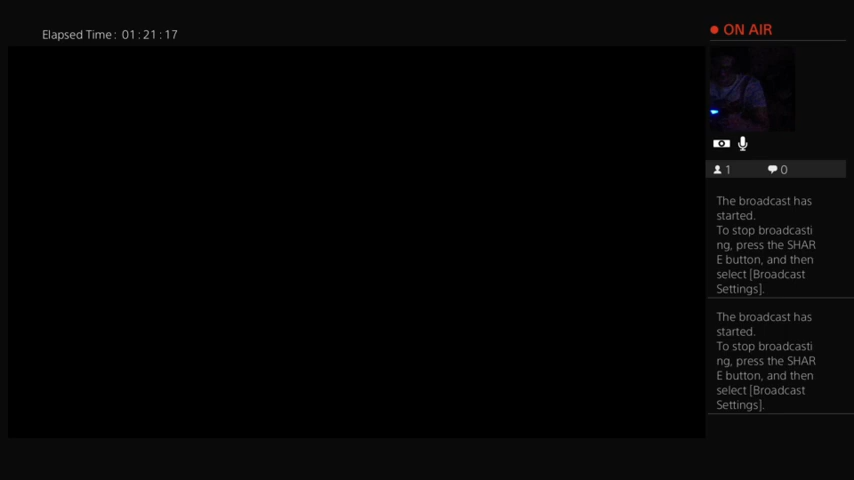 Elapsed Time: 01:21:17
ON AIR
1 0
The broadcast has
started.
To stop broadcasti
ng, press the SHAR
E button, and then
select [Broadcast
Settings].
The broadcast has
started.
To stop broadcasti
ng, press the SHAR
E button, and then
select [Broadcast
Settings].